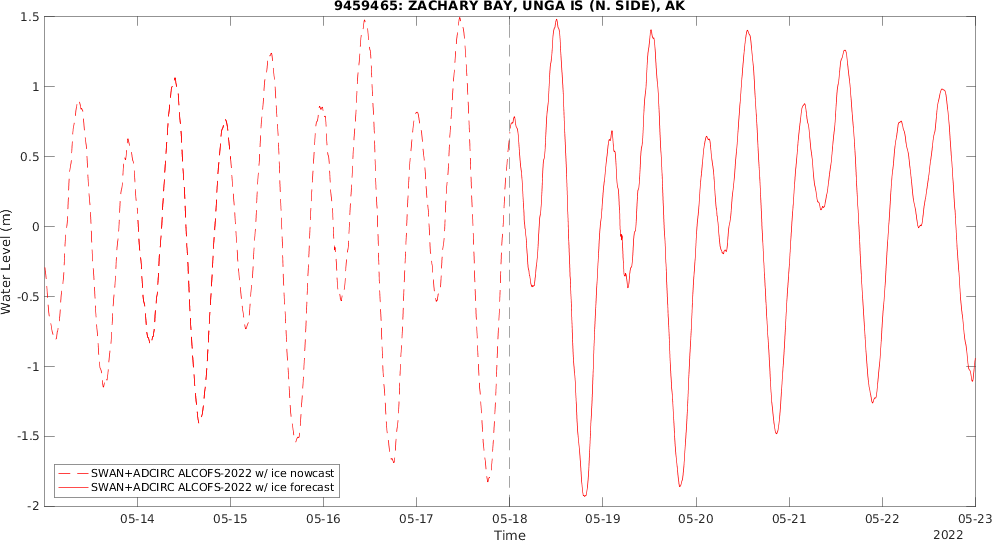 9459465: ZACHARY BAY, UNGA IS (N. SIDE), AK
Water Level (m)
1.5
1
0.5
0
-0.5
-1
-1.5
-2
SWAN+ADCIRC ALCOFS-2022 w/ ice nowcast
SWAN+ADCIRC ALCOFS-2022 w/ ice forecast
05-14 05-15 05-16 05-17 05-18 05-19 05-20 05-21 05-22 05-23
Time
2022